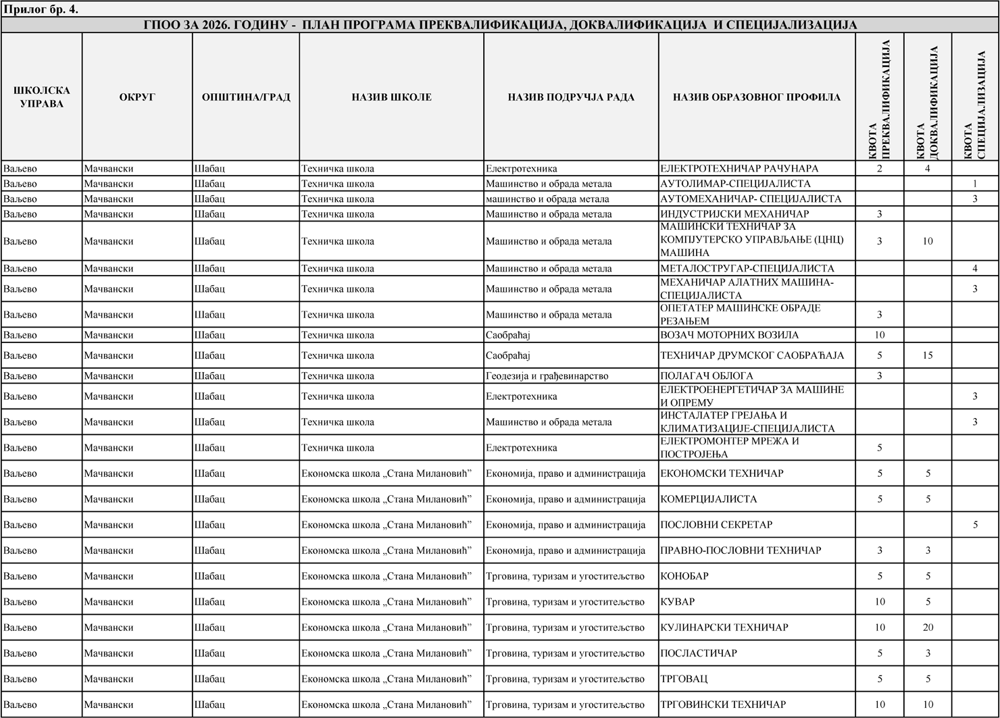 Прилог бр. 4.
ГПОО ЗА 2026. ГОДИНУ - ПЛАН ПРОГРАМА ПРЕКВАЛИФИКАЦИЈА, ДОКВАЛИФИКАЦИЈА И СПЕЦИЈАЛИЗАЦИЈА
ШКОЛСКА УПРАВА ОКРУГ ОПШТИНА/ГРАД НАЗИВ ШКОЛЕ НАЗИВ ПОДРУЧЈА РАДА НАЗИВ ОБРАЗОВНОГ ПРОФИЛА КВОТА ПРЕКВАЛИФИКАЦИЈА КВОТА ДОКВАЛИФИКАЦИЈА КВОТА СПЕЦИЈАЛИЗАЦИЈА
Ваљево Мачвански Шабац Техничка школа Електротехника ЕЛЕКТРОТЕХНИЧАР РАЧУНАРА 2 4
Ваљево Мачвански Шабац Техничка школа Машинство и обрада метала АУТОЛИМАР-СПЕЦИЈАЛИСТА 1
Ваљево Мачвански Шабац Техничка школа машинство и обрада метала АУТОМЕХАНИЧАР- СПЕЦИЈАЛИСТА 3
Ваљево Мачвански Шабац Техничка школа Машинство и обрада метала ИНДУСТРИЈСКИ МЕХАНИЧАР 3
Ваљево Мачвански Шабац Техничка школа Машинство и обрада метала МАШИНСКИ ТЕХНИЧАР ЗА
КОМПЈУТЕРСКО УПРАВЉАЊЕ (ЦНЦ)
МАШИНА 3 10
Ваљево Мачвански Шабац Техничка школа Машинство и обрада метала МЕТАЛОСТРУГАР-СПЕЦИЈАЛИСТА 4
Ваљево Мачвански Шабац Техничка школа Машинство и обрада метала МЕХАНИЧАР АЛАТНИХ МАШИНА-
СПЕЦИЈАЛИСТА 3
Ваљево Мачвански Шабац Техничка школа Машинство и обрада метала ОПЕТАТЕР МАШИНСКЕ ОБРАДЕ
РЕЗАЊЕМ 3
Ваљево Мачвански Шабац Техничка школа Саобраћај ВОЗАЧ МОТОРНИХ ВОЗИЛА 10
Ваљево Мачвански Шабац Техничка школа Саобраћај ТЕХНИЧАР ДРУМСКОГ САОБРАЋАЈА 5 15
Ваљево Мачвански Шабац Техничка школа Геодезија и грађевинарство ПОЛАГАЧ ОБЛОГА 3
Ваљево Мачвански Шабац Техничка школа Електротехника ЕЛЕКТРОЕНЕРГЕТИЧАР ЗА МАШИНЕ
И ОПРЕМУ 3
Ваљево Мачвански Шабац Техничка школа Машинство и обрада метала ИНСТАЛАТЕР ГРЕЈАЊА И
КЛИМАТИЗАЦИЈЕ-СПЕЦИЈАЛИСТА 3
Ваљево Мачвански Шабац Техничка школа Електротехника ЕЛЕКТРОМОНТЕР МРЕЖА И
ПОСТРОЈЕЊА 5
Ваљево Мачвански Шабац Економска школа „Стана Милановић” Економија, право и администрација ЕКОНОМСКИ ТЕХНИЧАР 5 5
Ваљево Мачвански Шабац Економска школа „Стана Милановић” Економија, право и администрација КОМЕРЦИЈАЛИСТА 5 5
Ваљево Мачвански Шабац Економска школа „Стана Милановић” Економија, право и администрација ПОСЛОВНИ СЕКРЕТАР 5
Ваљево Мачвански Шабац Економска школа „Стана Милановић” Економија, право и администрација ПРАВНО-ПОСЛОВНИ ТЕХНИЧАР 3 3
Ваљево Мачвански Шабац Економска школа „Стана Милановић” Трговина, туризам и угоститељство КОНОБАР 5 5
Ваљево Мачвански Шабац Економска школа „Стана Милановић” Трговина, туризам и угоститељство КУВАР 10 5
Ваљево Мачвански Шабац Економска школа „Стана Милановић” Трговина, туризам и угоститељство КУЛИНАРСКИ ТЕХНИЧАР 10 20
Ваљево Мачвански Шабац Економска школа „Стана Милановић” Трговина, туризам и угоститељство ПОСЛАСТИЧАР 5 3
Ваљево Мачвански Шабац Економска школа „Стана Милановић” Трговина, туризам и угоститељство ТРГОВАЦ 5 5
Ваљево Мачвански Шабац Економска школа „Стана Милановић” Трговина, туризам и угоститељство ТРГОВИНСКИ ТЕХНИЧАР 10 10